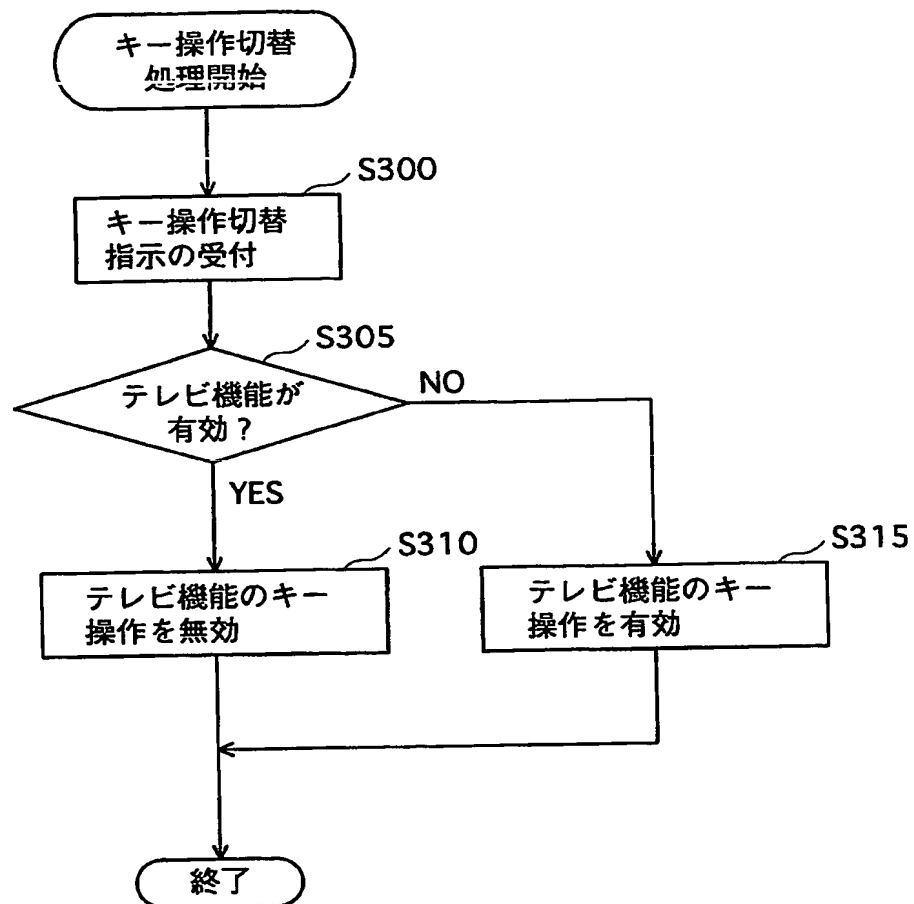 キー操作切替
処理開始
S300
キー操作切替
指示の受付
S305
テレビ機能が
有効？
NO
YES
S310
テレビ機能のキー
操作を無効
S315
テレビ機能のキー
操作を有効
終了